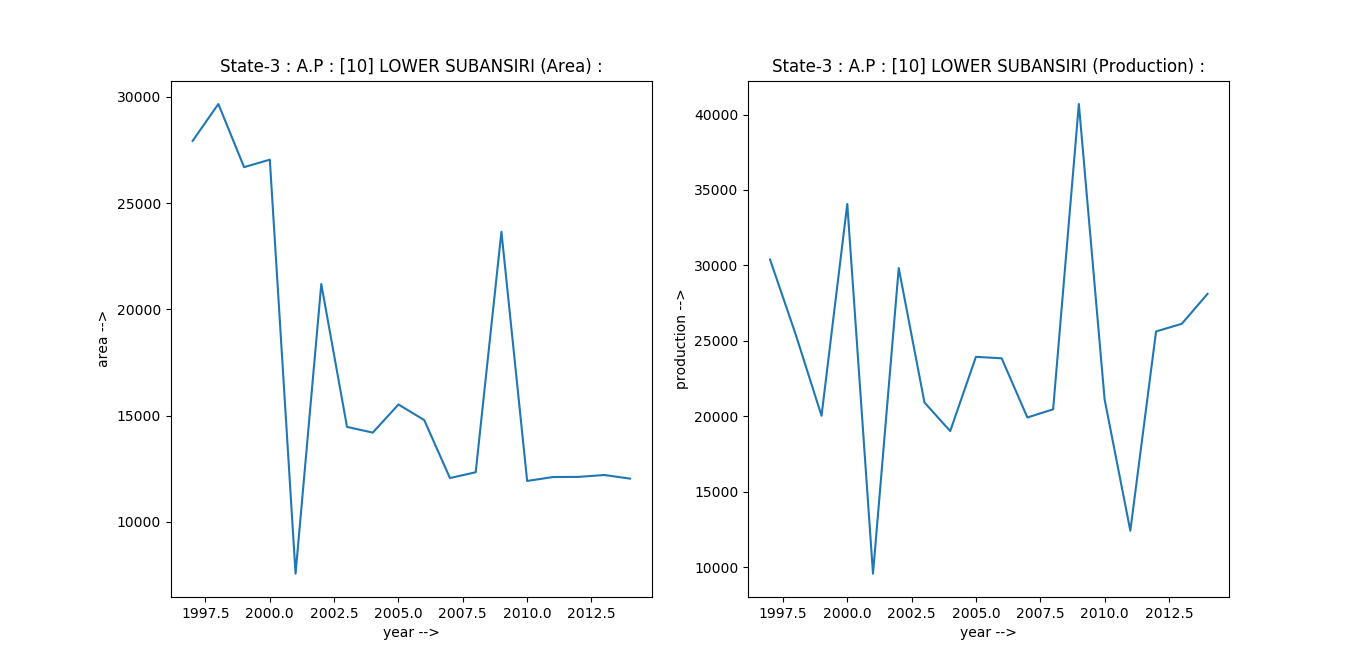 State-3 : A.P : [10] LOWER SUBANSIRI (Area) :
30000
25000
20000
15000
10000
area -->
1997.5 2000.0 2002.5 2005.0 2007.5 2010.0 2012.5
year -->
State-3 : A.P : [10] LOWER SUBANSIRI (Production) :
40000
35000
30000
25000
20000
15000
10000
production -->
1997.5 2000.0 2002.5 2005.0 2007.5 2010.0 2012.5
year -->